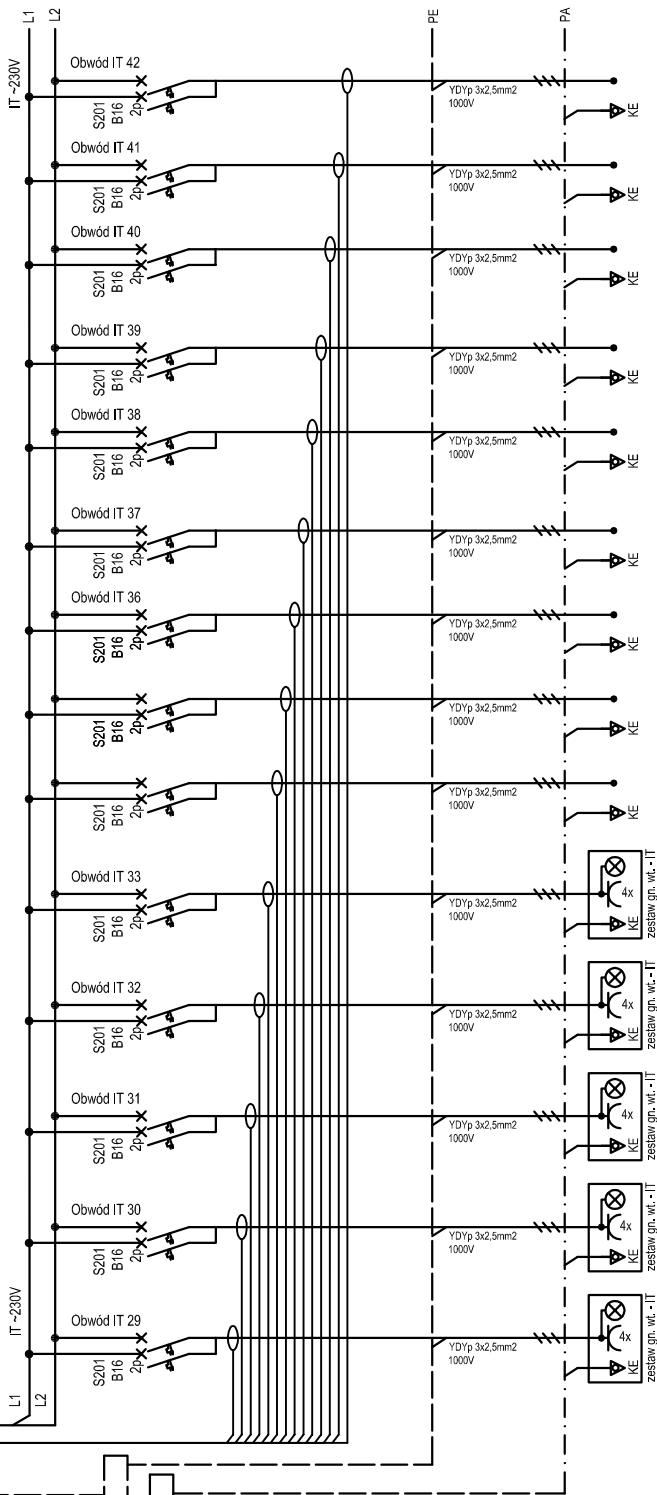 L1
L2
PE
PA
IT ~230V
Obwód IT 42
S201
B16
2p
YDYp 3x2,5mm2
1000V
KE
Obwód IT 41
S201
B16
2p
YDYp 3x2,5mm2
1000V
KE
Obwód IT 40
S201
B16
2p
YDYp 3x2,5mm2
1000V
KE
Obwód IT 39
S201
B16
2p
YDYp 3x2,5mm2
1000V
KE
Obwód IT 38
S201
B16
2p
YDYp 3x2,5mm2
1000V
KE
Obwód IT 37
S201
B16
2p
YDYp 3x2,5mm2
1000V
KE
Obwód IT 36
S201
B16
2p
YDYp 3x2,5mm2
1000V
KE
S201
B16
2p
YDYp 3x2,5mm2
1000V
KE
S201
B16
2p
YDYp 3x2,5mm2
1000V
KE
Obwód IT 33
S201
B16
2p
YDYp 3x2,5mm2
1000V
4x
KE
zestaw gn. wt. - IT
Obwód IT 32
S201
B16
2p
YDYp 3x2,5mm2
1000V
4x
KE
zestaw gn. wt. - IT
Obwód IT 31
S201
B16
2p
YDYp 3x2,5mm2
1000V
4x
KE
zestaw gn. wt. - IT
Obwód IT 30
S201
B16
2p
YDYp 3x2,5mm2
1000V
4x
KE
zestaw gn. wt. - IT
IT ~230V
Obwód IT 29
S201
B16
2p
YDYp 3x2,5mm2
1000V
4x
KE
zestaw gn. wt. - IT
L1
L2